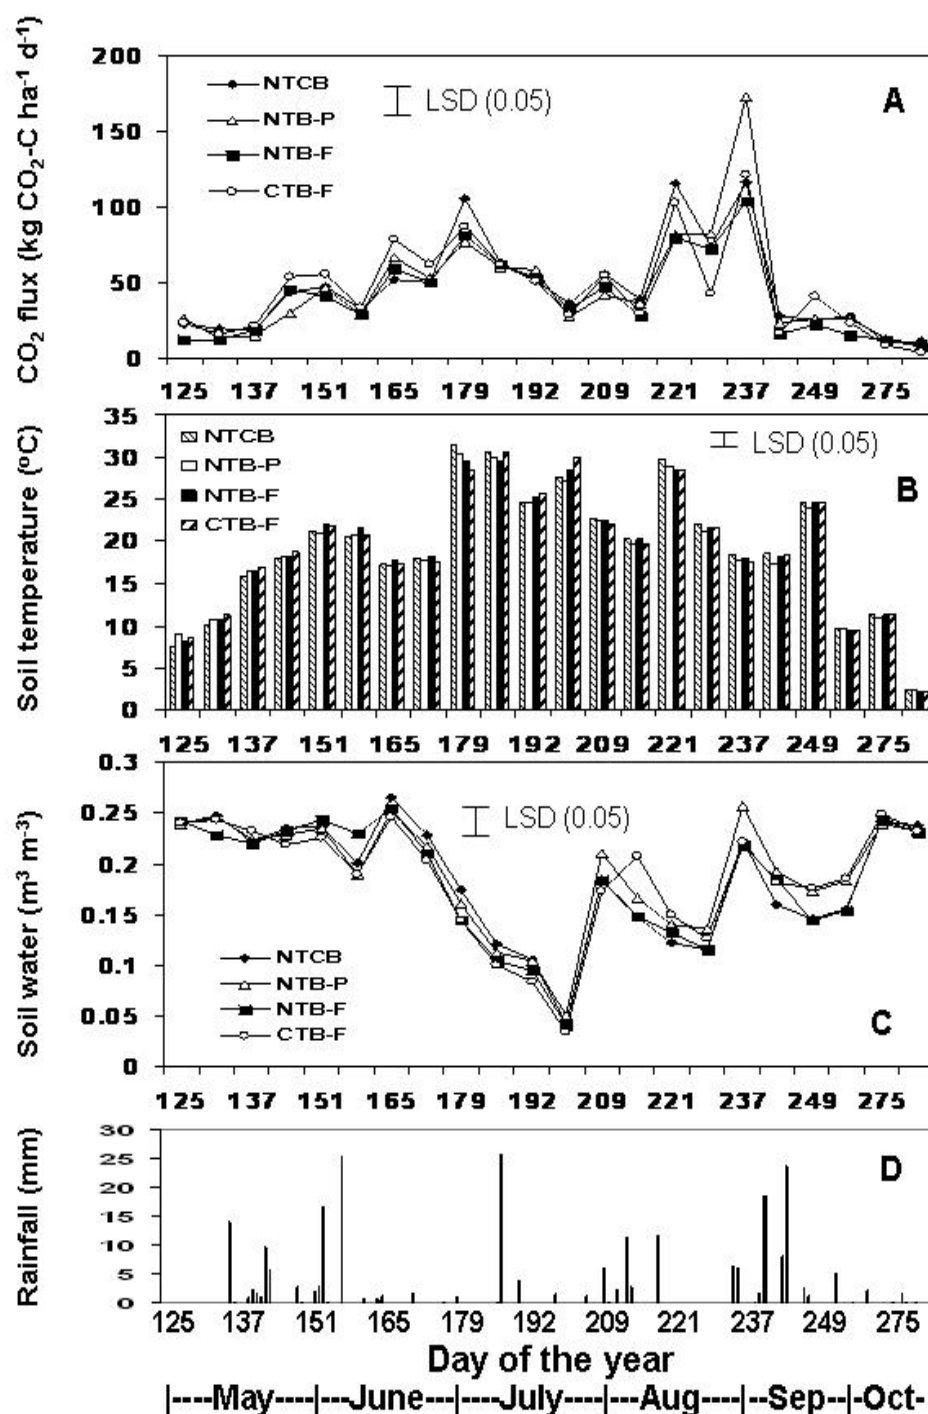 CO₂ flux (kg CO₂-C ha⁻¹ d⁻¹)
200
150
100
50
0
NTCB
NTB-P
NTB-F
CTB-F
LSD (0.05)
A
125 137 151 165 179 192 209 221 237 249 275
Soil temperature (ºC)
35
30
25
20
15
10
5
0
NTCB
NTB-P
NTB-F
CTB-F
LSD (0.05)
B
125 137 151 165 179 192 209 221 237 249 275
Soil water (m³ m⁻³)
0.3
0.25
0.2
0.15
0.1
0.05
0
LSD (0.05)
NTCB
NTB-P
NTB-F
CTB-F
C
125 137 151 165 179 192 209 221 237 249 275
Rainfall (mm)
30
25
20
15
10
5
0
D
125 137 151 165 179 192 209 221 237 249 275
Day of the year
|----May----|---June---|----July----|---Aug----|--Sep--|-Oct-